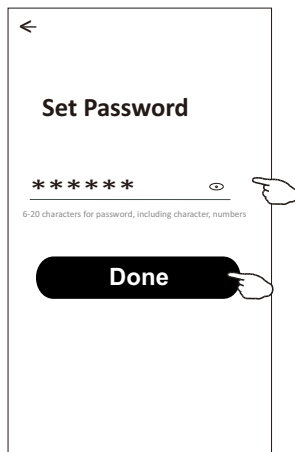 Set Password
******
6-20 characters for password, including character, numbers
Done